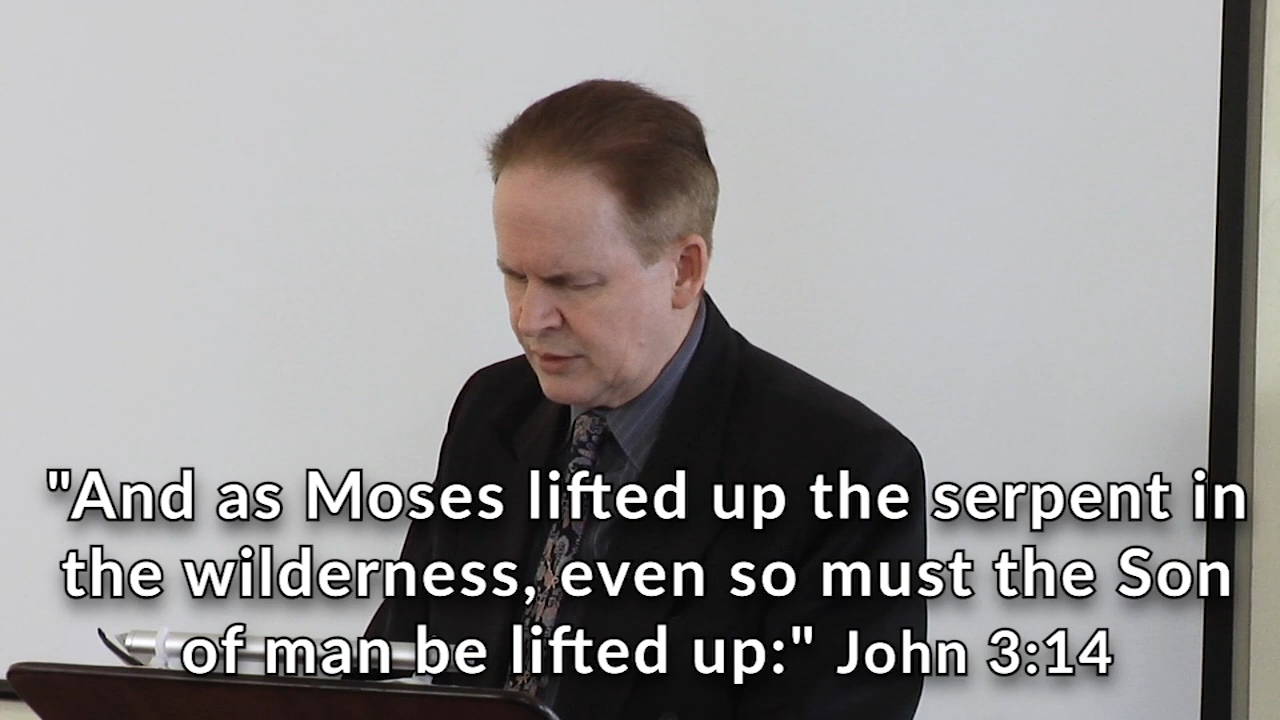 "And as Moses lifted up the serpent in
the wilderness, even so must the Son
of man be lifted up:" John 3:14